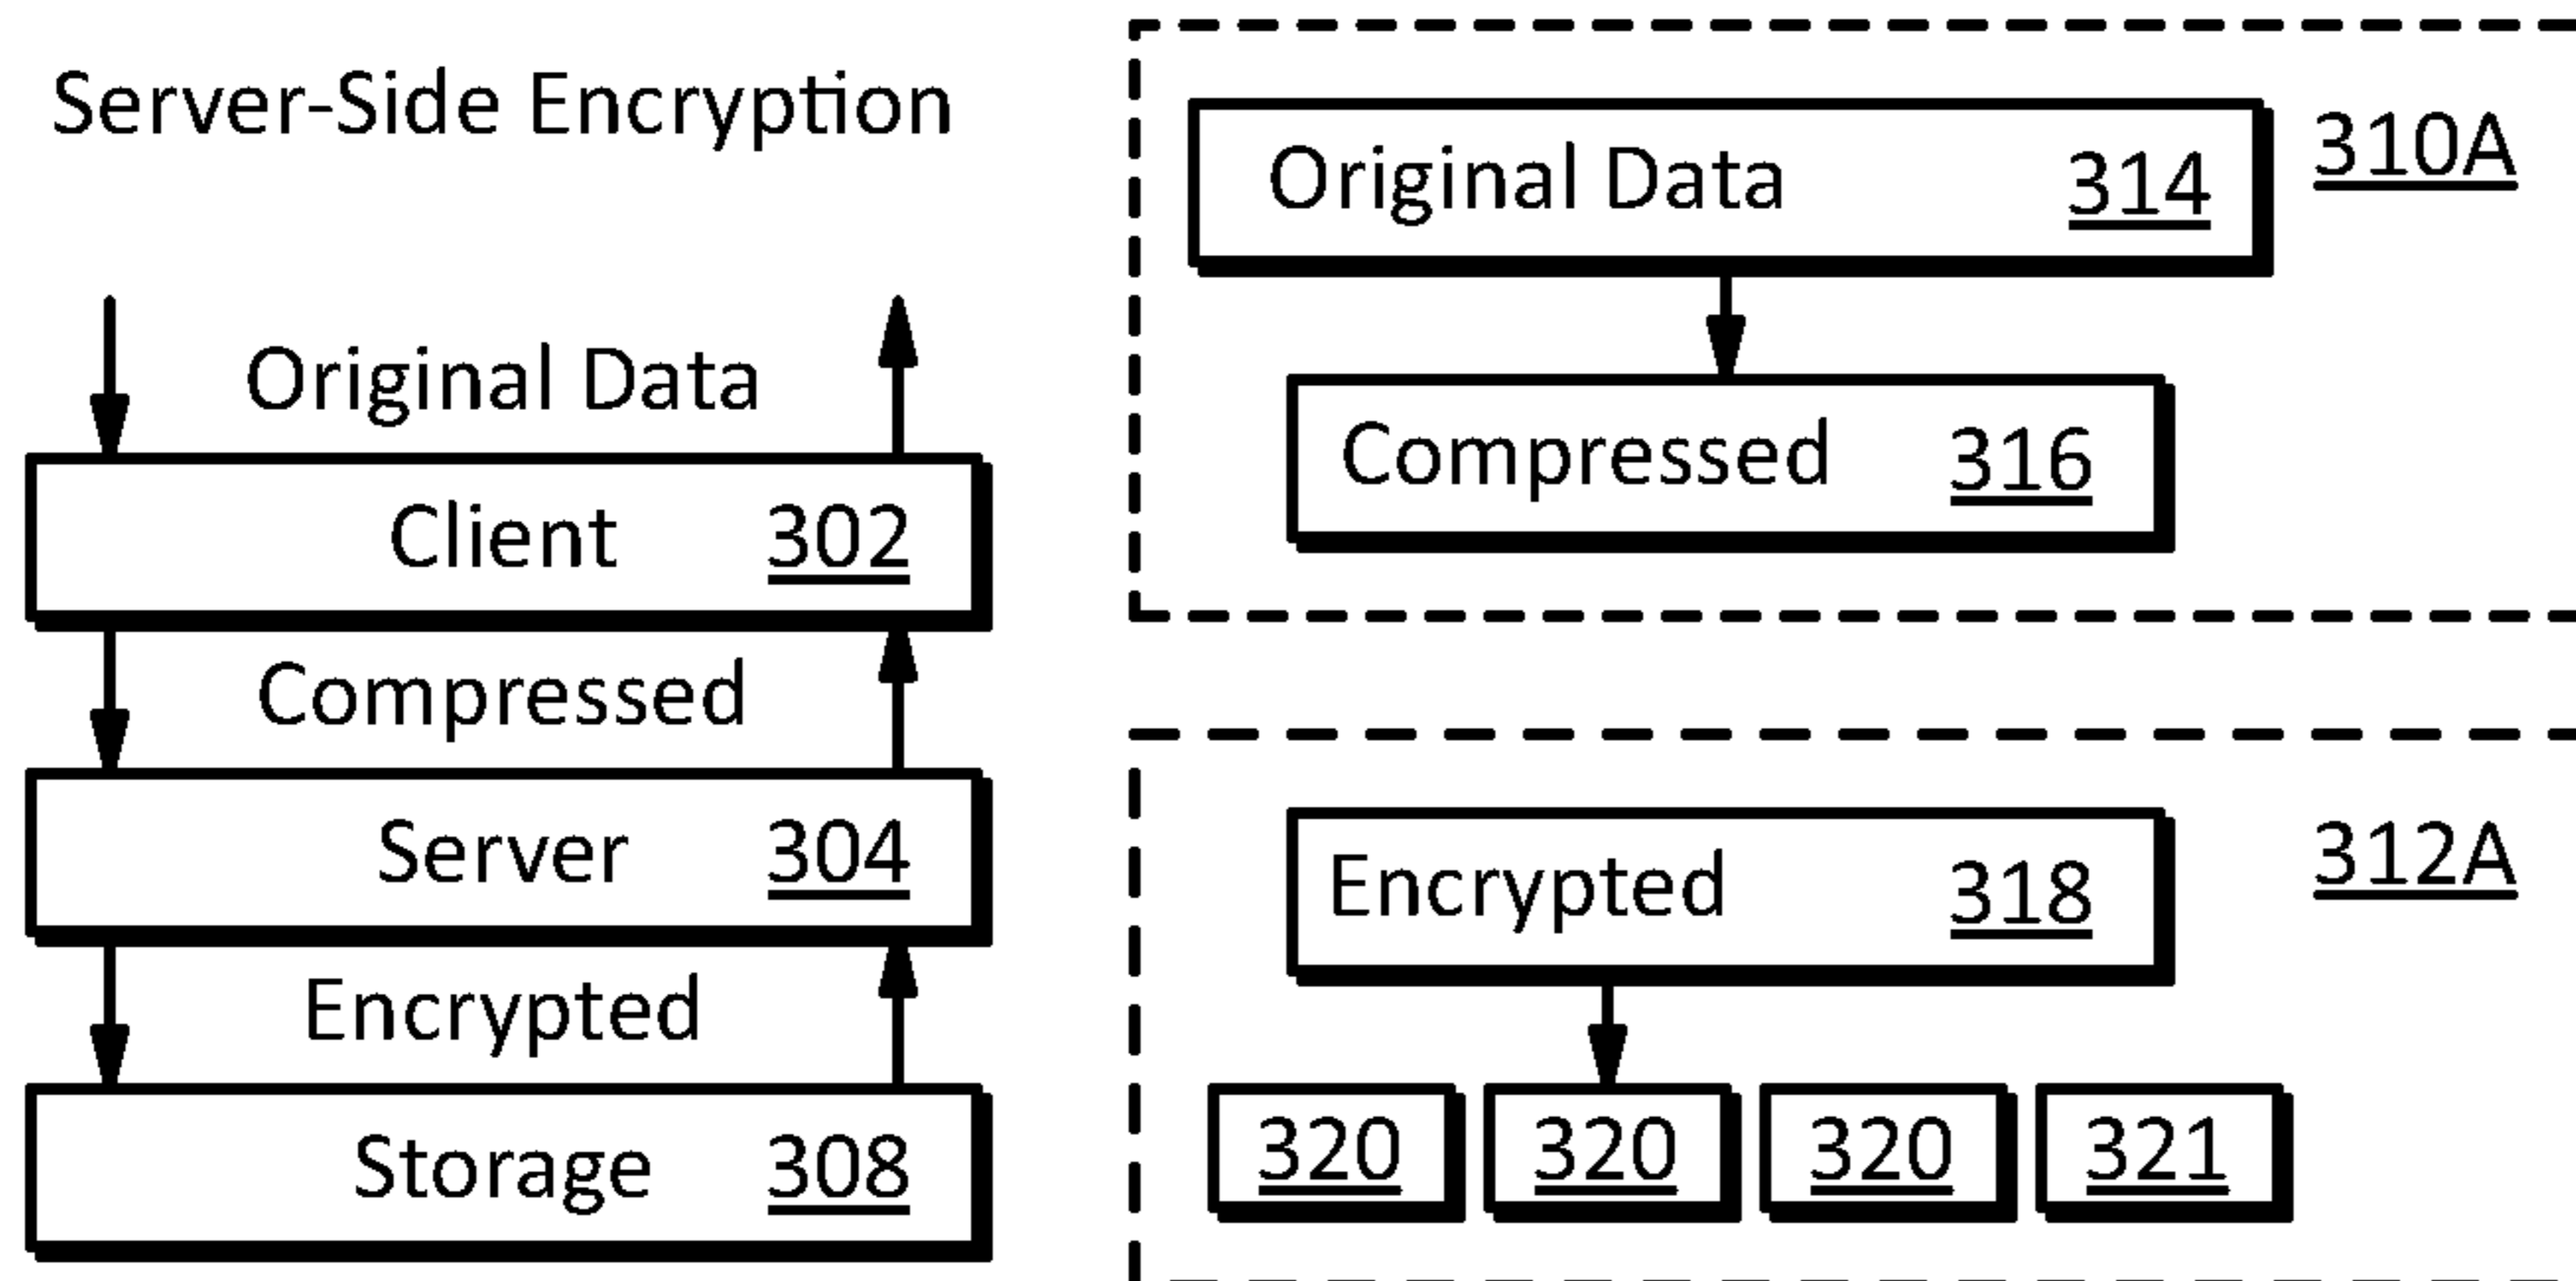 Server-Side Encryption
Original Data
Client 302
Compressed
Server 304
Encrypted
Storage 308
310A
Original Data 314
Compressed 316
312A
Encrypted 318
320 320 320 321